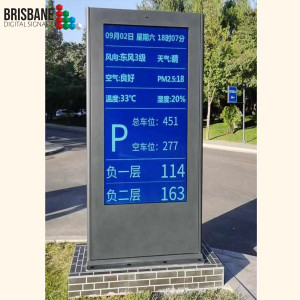 BRISBANE
DIGITAL SIGNAGE
09月02日 星期六 18时07分
风向:东风3级 天气:晴
空气:良好 PM2.5:18
温度:33℃ 湿度:20%
总车位: 451
P
空车位: 277
负一层 114
负二层 163